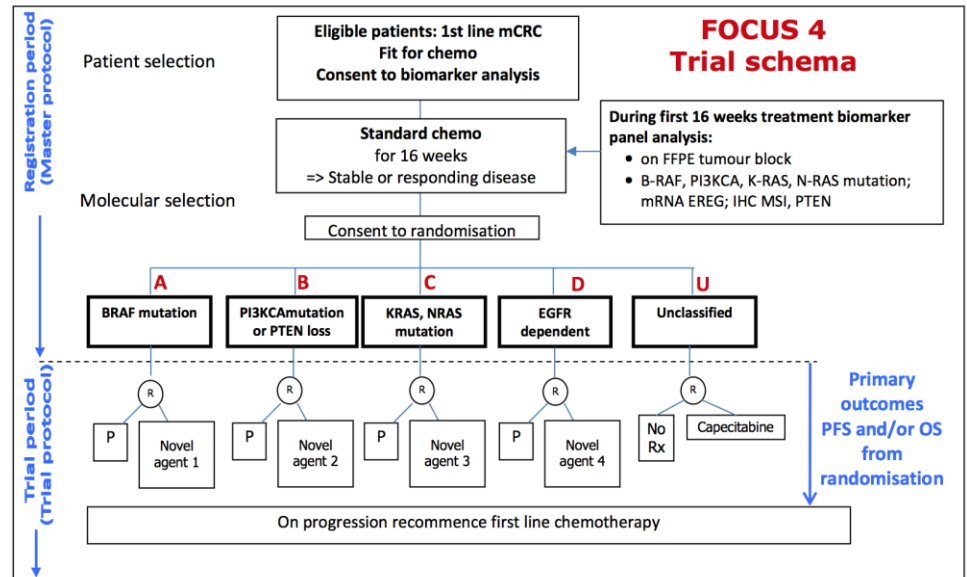 FOCUS 4
Trial schema
Registration period
(Master protocol)
Patient selection
Eligible patients: 1st line mCRC
Fit for chemo
Consent to biomarker analysis
Standard chemo
for 16 weeks
=> Stable or responding disease
During first 16 weeks treatment biomarker
panel analysis:
• on FFPE tumour block
• B-RAF, PI3KCA, K-RAS, N-RAS mutation;
mRNA EREG; IHC MSI, PTEN
Molecular selection
Consent to randomisation
A
B
C
D
U
BRAF mutation
PI3KCAmutation
or PTEN loss
KRAS, NRAS
mutation
EGFR
dependent
Unclassified
Trial period
(Trial protocol)
R
R
R
R
R
P
Novel
agent 1
P
Novel
agent 2
P
Novel
agent 3
P
Novel
agent 4
No
Rx
Capecitabine
Primary
outcomes
PFS and/or OS
from
randomisation
On progression recommence first line chemotherapy